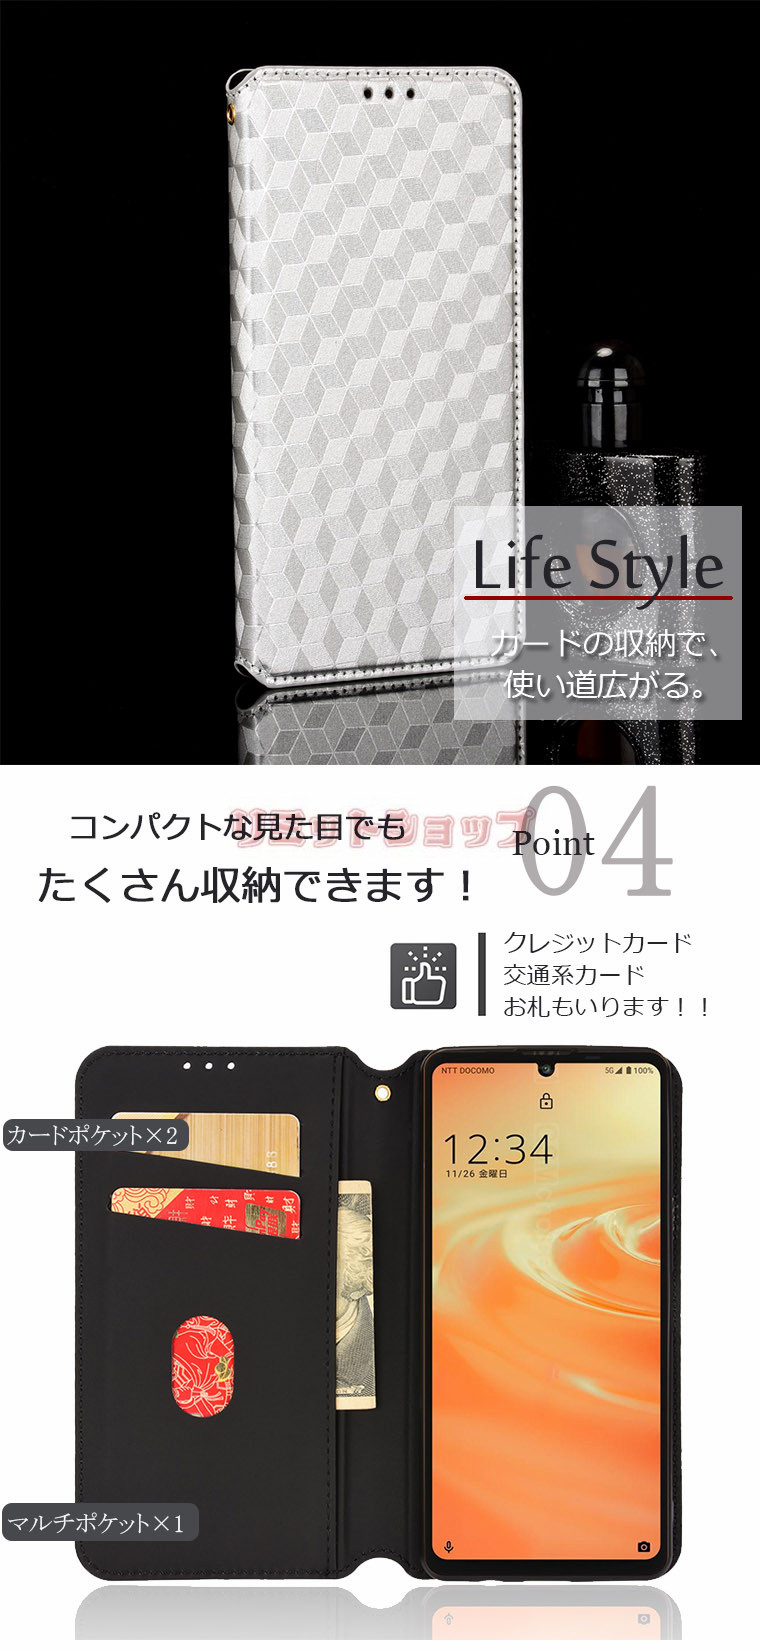 Life Style
カードの収納で、
使い道広がる。
コンパクトな見た目でも
たくさん収納できます！
Point 04
クレジットカード
交通系カード
お札もいります！！
カードポケット×2
マルチポケット×1
NTT DOCOMO
5G
100%
12:34
11/26 金曜日